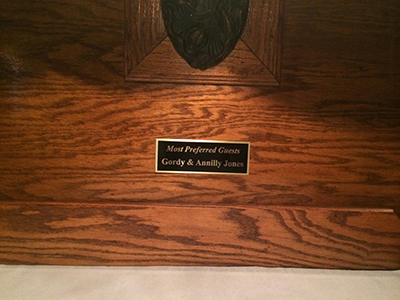 Most Preferred Guests
Gordy & Annilly Jones